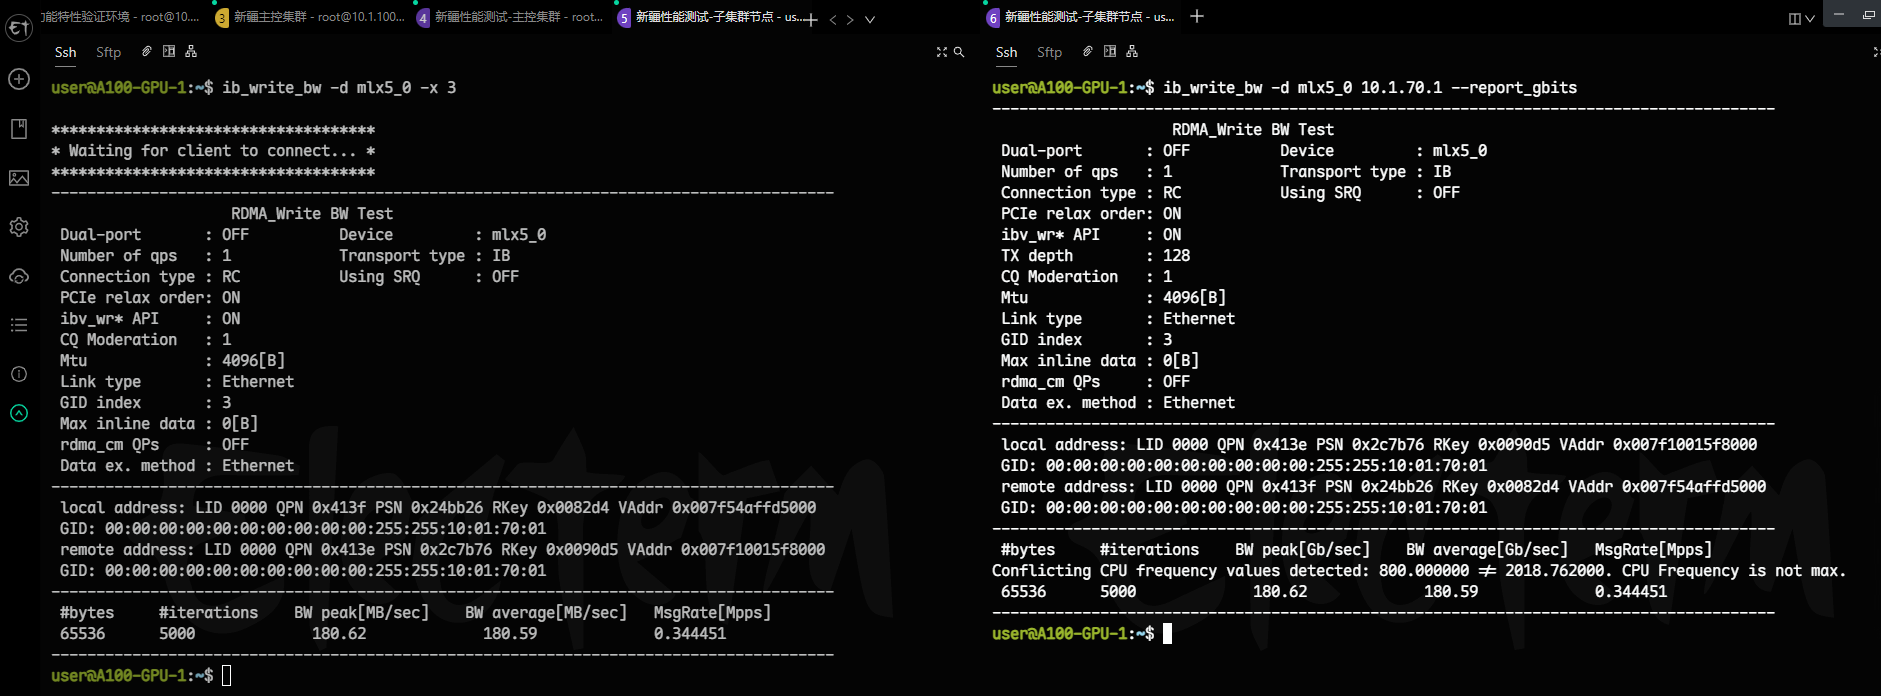 力能特性验证环境 - root@10....
3 新疆主控集群 - root@10.1.100...
4 新疆性能测试-主控集群 - root...
5 新疆性能测试-子集群节点 - us...
Ssh Sftp
user@A100-GPU-1:~$ ib_write_bw -d mlx5_0 -x 3
************************************
* Waiting for client to connect... *
************************************
---------------------------------------------------------------------------------------
RDMA_Write BW Test
Dual-port : OFF Device : mlx5_0
Number of qps : 1 Transport type : IB
Connection type : RC Using SRQ : OFF
PCIe relax order: ON
ibv_wr* API : ON
CQ Moderation : 1
Mtu : 4096[B]
Link type : Ethernet
GID index : 3
Max inline data : 0[B]
rdma_cm QPs : OFF
Data ex. method : Ethernet
---------------------------------------------------------------------------------------
local address: LID 0000 QPN 0x413f PSN 0x24bb26 RKey 0x0082d4 VAddr 0x007f54affd5000
GID: 00:00:00:00:00:00:00:00:00:00:255:255:10:01:70:01
remote address: LID 0000 QPN 0x413e PSN 0x2c7b76 RKey 0x0090d5 VAddr 0x007f10015f8000
GID: 00:00:00:00:00:00:00:00:00:00:255:255:10:01:70:01
---------------------------------------------------------------------------------------
#bytes #iterations BW peak[MB/sec] BW average[MB/sec] MsgRate[Mpps]
65536 5000 180.62 180.59 0.344451
---------------------------------------------------------------------------------------
user@A100-GPU-1:~$
6 新疆性能测试-子集群节点 - us...
Ssh Sftp
user@A100-GPU-1:~$ ib_write_bw -d mlx5_0 10.1.70.1 --report_gbits
---------------------------------------------------------------------------------------
RDMA_Write BW Test
Dual-port : OFF Device : mlx5_0
Number of qps : 1 Transport type : IB
Connection type : RC Using SRQ : OFF
PCIe relax order: ON
ibv_wr* API : ON
TX depth : 128
CQ Moderation : 1
Mtu : 4096[B]
Link type : Ethernet
GID index : 3
Max inline data : 0[B]
rdma_cm QPs : OFF
Data ex. method : Ethernet
---------------------------------------------------------------------------------------
local address: LID 0000 QPN 0x413e PSN 0x2c7b76 RKey 0x0090d5 VAddr 0x007f10015f8000
GID: 00:00:00:00:00:00:00:00:00:00:255:255:10:01:70:01
remote address: LID 0000 QPN 0x413f PSN 0x24bb26 RKey 0x0082d4 VAddr 0x007f54affd5000
GID: 00:00:00:00:00:00:00:00:00:00:255:255:10:01:70:01
---------------------------------------------------------------------------------------
#bytes #iterations BW peak[Gb/sec] BW average[Gb/sec] MsgRate[Mpps]
Conflicting CPU frequency values detected: 800.000000 != 2018.762000. CPU Frequency is not max.
65536 5000 180.62 180.59 0.344451
---------------------------------------------------------------------------------------
user@A100-GPU-1:~$
electerm
electerm